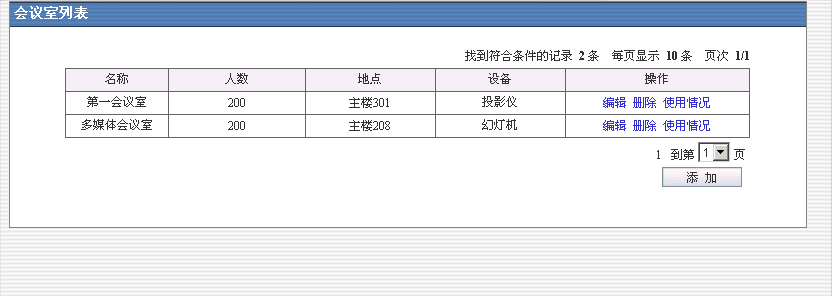 会议室列表
找到符合条件的记录 2 条 每页显示 10 条 页次 1/1
名称 人数 地点 设备 操作
第一会议室 200 主楼301 投影仪 编辑 删除 使用情况
多媒体会议室 200 主楼208 幻灯机 编辑 删除 使用情况
1 到第 1 页
添 加